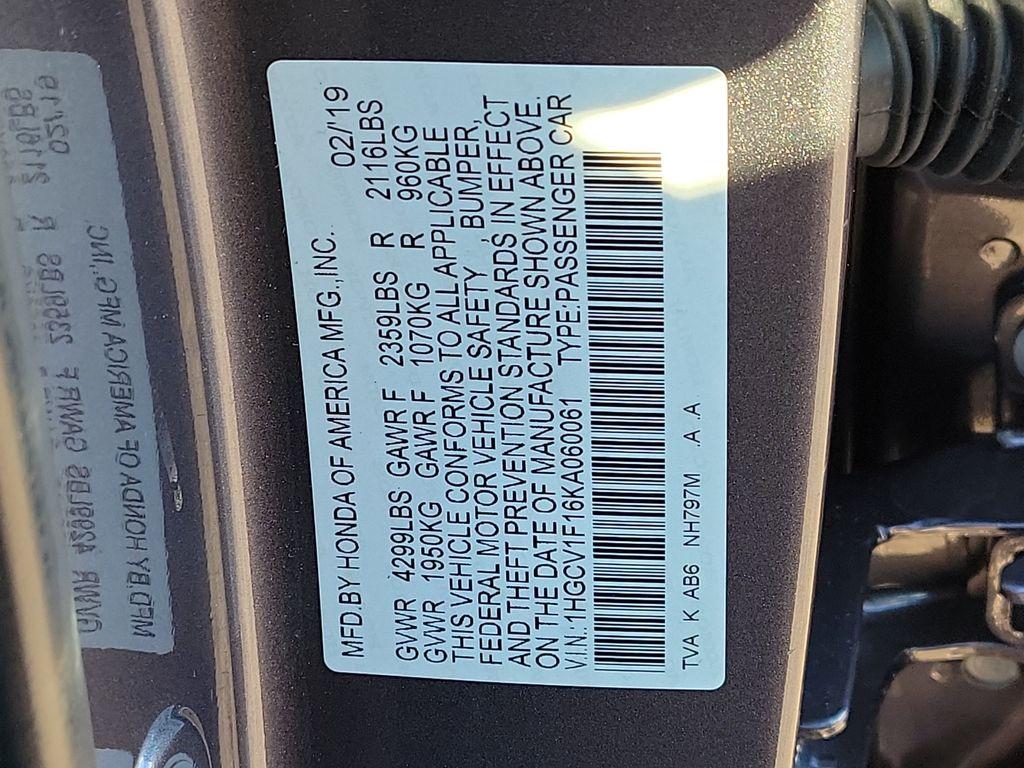 MFD.BY HONDA OF AMERICA MFG.,INC. 02/19
GVWR 4299LBS GAWR F 2359LBS R 2116LBS
GVWR 1950KG GAWR F 1070KG R 960KG
THIS VEHICLE CONFORMS TO ALL APPLICABLE
FEDERAL MOTOR VEHICLE SAFETY , BUMPER,
AND THEFT PREVENTION STANDARDS IN EFFECT
ON THE DATE OF MANUFACTURE SHOWN ABOVE.
V.I.N.:1HGCV1F16KA060061 TYPE:PASSENGER CAR
TVA K AB6 NH797M .A .A